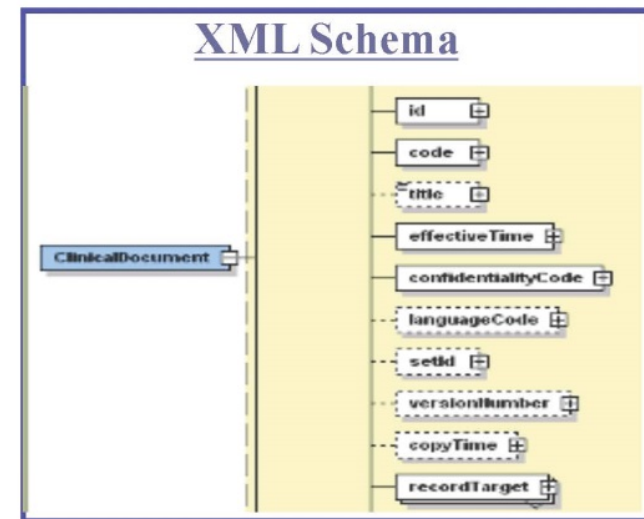 XML Schema
id
code
title
effectiveTime
ClinicalDocument
confidentialityCode
languageCode
setId
versionNumber
copyTime
recordTarget